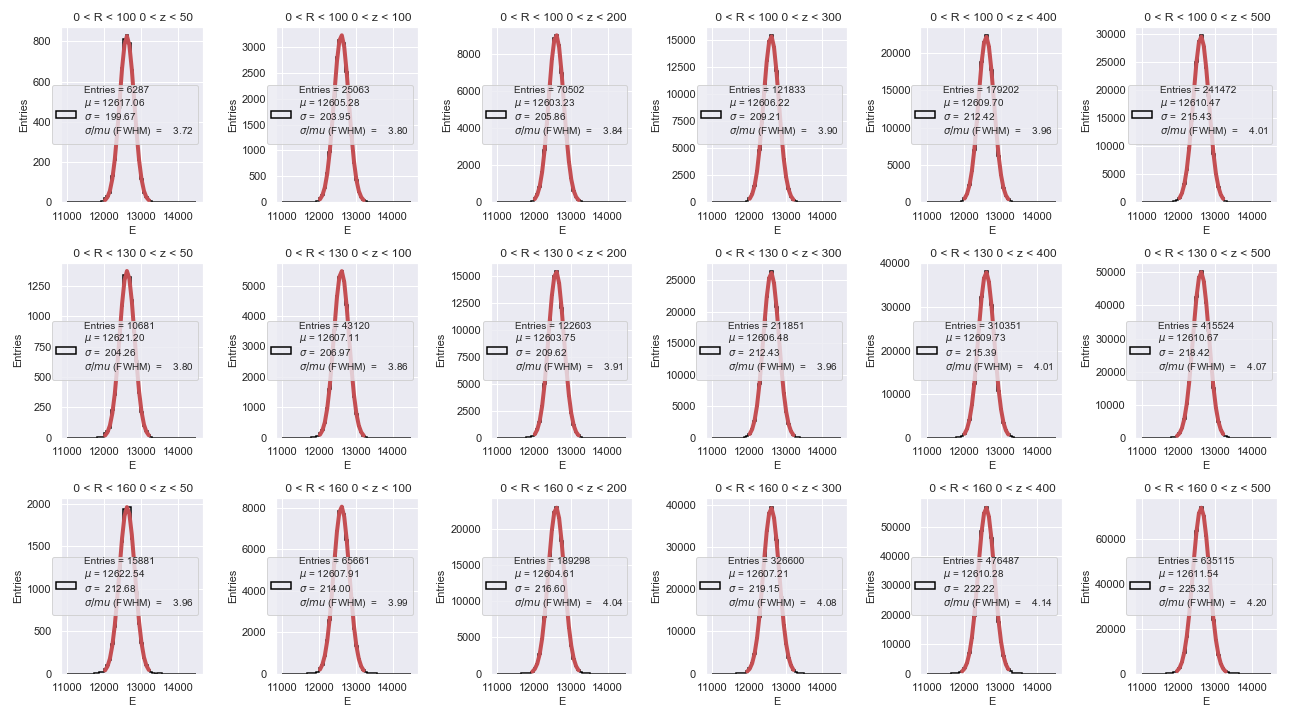 0 < R < 100 0 < z < 50
800
600
400
200
0
Entries
Entries = 6287
μ = 12617.06
σ = 199.67
σ/mu (FWHM) = 3.72
11000 12000 13000 14000
E
0 < R < 100 0 < z < 100
3000
2500
2000
1500
1000
500
0
Entries
Entries = 25063
μ = 12605.28
σ = 203.95
σ/mu (FWHM) = 3.80
11000 12000 13000 14000
E
0 < R < 100 0 < z < 200
8000
6000
4000
2000
0
Entries
Entries = 70502
μ = 12603.23
σ = 205.86
σ/mu (FWHM) = 3.84
11000 12000 13000 14000
E
0 < R < 100 0 < z < 300
15000
12500
10000
7500
5000
2500
0
Entries
Entries = 121833
μ = 12606.22
σ = 209.21
σ/mu (FWHM) = 3.90
11000 12000 13000 14000
E
0 < R < 100 0 < z < 400
20000
15000
10000
5000
0
Entries
Entries = 179202
μ = 12609.70
σ = 212.42
σ/mu (FWHM) = 3.96
11000 12000 13000 14000
E
0 < R < 100 0 < z < 500
30000
25000
20000
15000
10000
5000
0
Entries
Entries = 241472
μ = 12610.47
σ = 215.43
σ/mu (FWHM) = 4.01
11000 12000 13000 14000
E
0 < R < 130 0 < z < 50
1250
1000
750
500
250
0
Entries
Entries = 10681
μ = 12621.20
σ = 204.26
σ/mu (FWHM) = 3.80
11000 12000 13000 14000
E
0 < R < 130 0 < z < 100
5000
4000
3000
2000
1000
0
Entries
Entries = 43120
μ = 12607.11
σ = 206.97
σ/mu (FWHM) = 3.86
11000 12000 13000 14000
E
0 < R < 130 0 < z < 200
15000
12500
10000
7500
5000
2500
0
Entries
Entries = 122603
μ = 12603.75
σ = 209.62
σ/mu (FWHM) = 3.91
11000 12000 13000 14000
E
0 < R < 130 0 < z < 300
25000
20000
15000
10000
5000
0
Entries
Entries = 211851
μ = 12606.48
σ = 212.43
σ/mu (FWHM) = 3.96
11000 12000 13000 14000
E
0 < R < 130 0 < z < 400
40000
30000
20000
10000
0
Entries
Entries = 310351
μ = 12609.73
σ = 215.39
σ/mu (FWHM) = 4.01
11000 12000 13000 14000
E
0 < R < 130 0 < z < 500
50000
40000
30000
20000
10000
0
Entries
Entries = 415524
μ = 12610.67
σ = 218.42
σ/mu (FWHM) = 4.07
11000 12000 13000 14000
E
0 < R < 160 0 < z < 50
2000
1500
1000
500
0
Entries
Entries = 15881
μ = 12622.54
σ = 212.68
σ/mu (FWHM) = 3.96
11000 12000 13000 14000
E
0 < R < 160 0 < z < 100
8000
6000
4000
2000
0
Entries
Entries = 65661
μ = 12607.91
σ = 214.00
σ/mu (FWHM) = 3.99
11000 12000 13000 14000
E
0 < R < 160 0 < z < 200
20000
15000
10000
5000
0
Entries
Entries = 189298
μ = 12604.61
σ = 216.60
σ/mu (FWHM) = 4.04
11000 12000 13000 14000
E
0 < R < 160 0 < z < 300
40000
30000
20000
10000
0
Entries
Entries = 326600
μ = 12607.21
σ = 219.15
σ/mu (FWHM) = 4.08
11000 12000 13000 14000
E
0 < R < 160 0 < z < 400
50000
40000
30000
20000
10000
0
Entries
Entries = 476487
μ = 12610.28
σ = 222.22
σ/mu (FWHM) = 4.14
11000 12000 13000 14000
E
0 < R < 160 0 < z < 500
60000
40000
20000
0
Entries
Entries = 635115
μ = 12611.54
σ = 225.32
σ/mu (FWHM) = 4.20
11000 12000 13000 14000
E